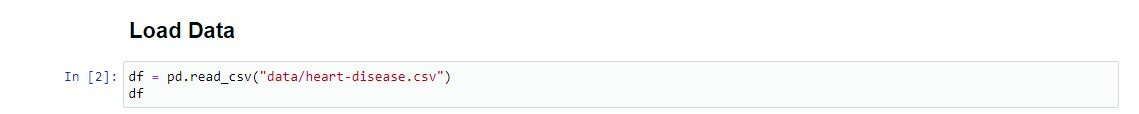 Load Data
In [2]: df = pd.read_csv("data/heart-disease.csv")
df